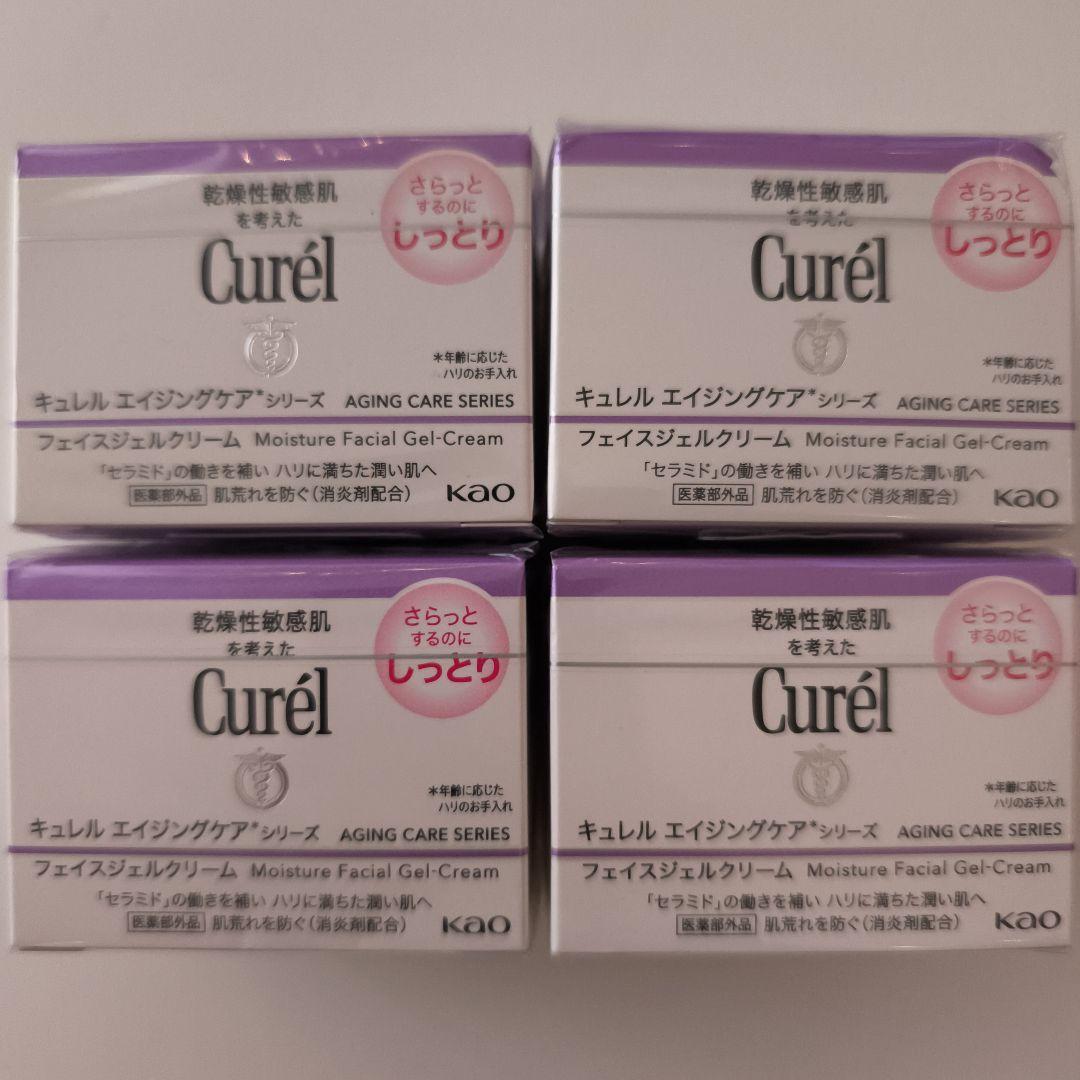 乾燥性敏感肌
を考えた
Curél
さらっと
するのに
しっとり
*年齢に応じた
ハリのお手入れ
キュレル エイジングケア*シリーズ AGING CARE SERIES
フェイスジェルクリーム Moisture Facial Gel-Cream
「セラミド」の働きを補い ハリに満ちた潤い肌へ
医薬部外品 肌荒れを防ぐ(消炎剤配合) Kao
乾燥性敏感肌
を考えた
Curél
さらっと
するのに
しっとり
*年齢に応じた
ハリのお手入れ
キュレル エイジングケア*シリーズ AGING CARE SERIES
フェイスジェルクリーム Moisture Facial Gel-Cream
「セラミド」の働きを補い ハリに満ちた潤い肌へ
医薬部外品 肌荒れを防ぐ(消炎剤配合) Kao
乾燥性敏感肌
を考えた
Curél
さらっと
するのに
しっとり
*年齢に応じた
ハリのお手入れ
キュレル エイジングケア*シリーズ AGING CARE SERIES
フェイスジェルクリーム Moisture Facial Gel-Cream
「セラミド」の働きを補い ハリに満ちた潤い肌へ
医薬部外品 肌荒れを防ぐ(消炎剤配合) Kao
乾燥性敏感肌
を考えた
Curél
さらっと
するのに
しっとり
*年齢に応じた
ハリのお手入れ
キュレル エイジングケア*シリーズ AGING CARE SERIES
フェイスジェルクリーム Moisture Facial Gel-Cream
「セラミド」の働きを補い ハリに満ちた潤い肌へ
医薬部外品 肌荒れを防ぐ(消炎剤配合) Kao